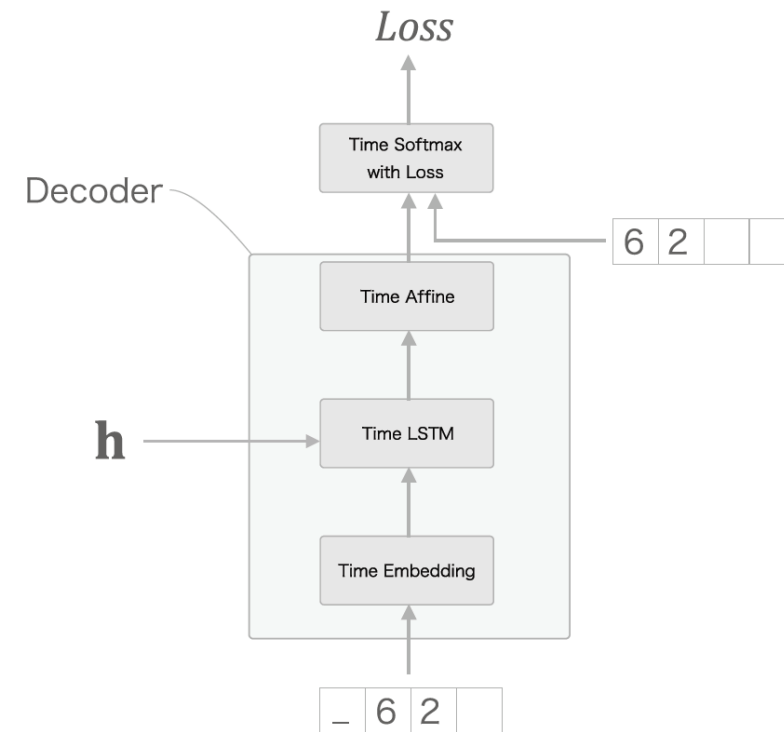 Loss
Time Softmax
with Loss
Decoder
6 2
Time Affine
h
Time LSTM
Time Embedding
_ 6 2